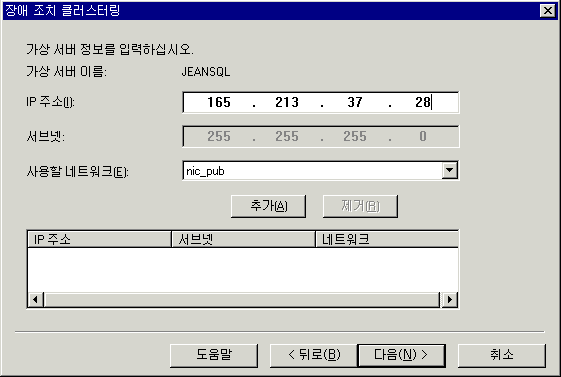 장애 조치 클러스터링
가상 서버 정보를 입력하십시오.
가상 서버 이름: JEANSQL
IP 주소(I): 165 . 213 . 37 . 28
서브넷: 255 . 255 . 255 . 0
사용할 네트워크(E): nic_pub
추가(A) 제거(R)
IP 주소 서브넷 네트워크
도움말 < 뒤로(B) 다음(N) > 취소